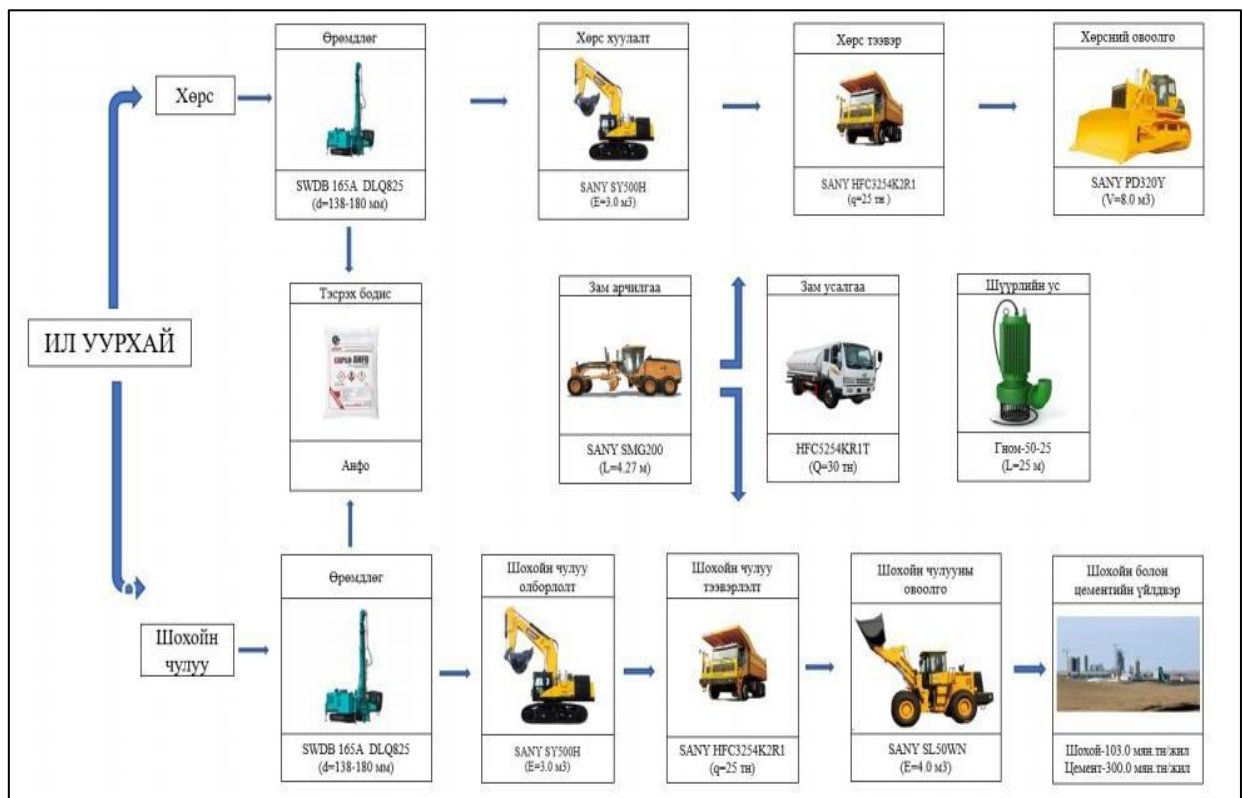 ИЛ УУРХАЙ
Хөрс
Өрөмдлөг
SWDB 165A DLQ825
(d=138-180 мм)
Хөрс хуулалт
SANY SY500H
(E=3.0 м3)
Хөрс тээвэр
SANY HFC3254K2R1
(q=25 тн )
Хөрсний овоолго
SANY PD320Y
(V=8.0 м3)
Тэсрэх бодис
ANFO
Анфо
Зам арчилгаа
SANY SMG200
(L=4.27 м)
Зам усалгаа
HFC5254KR1T
(Q=30 тн)
Шүүрлийн ус
Гном-50-25
(L=25 м)
Шохойн
чулуу
Өрөмдлөг
SWDB 165A DLQ825
(d=138-180 мм)
Шохойн чулуу
олборлолт
SANY SY500H
(E=3.0 м3)
Шохойн чулуу
тээвэрлэлт
SANY HFC3254K2R1
(q=25 тн)
Шохойн чулууны
овоолго
SANY SL50WN
(E=4.0 м3)
Шохойн болон
цементийн үйлдвэр
Шохой-103.0 мян.тн/жил
Цемент-300.0 мян.тн/жил